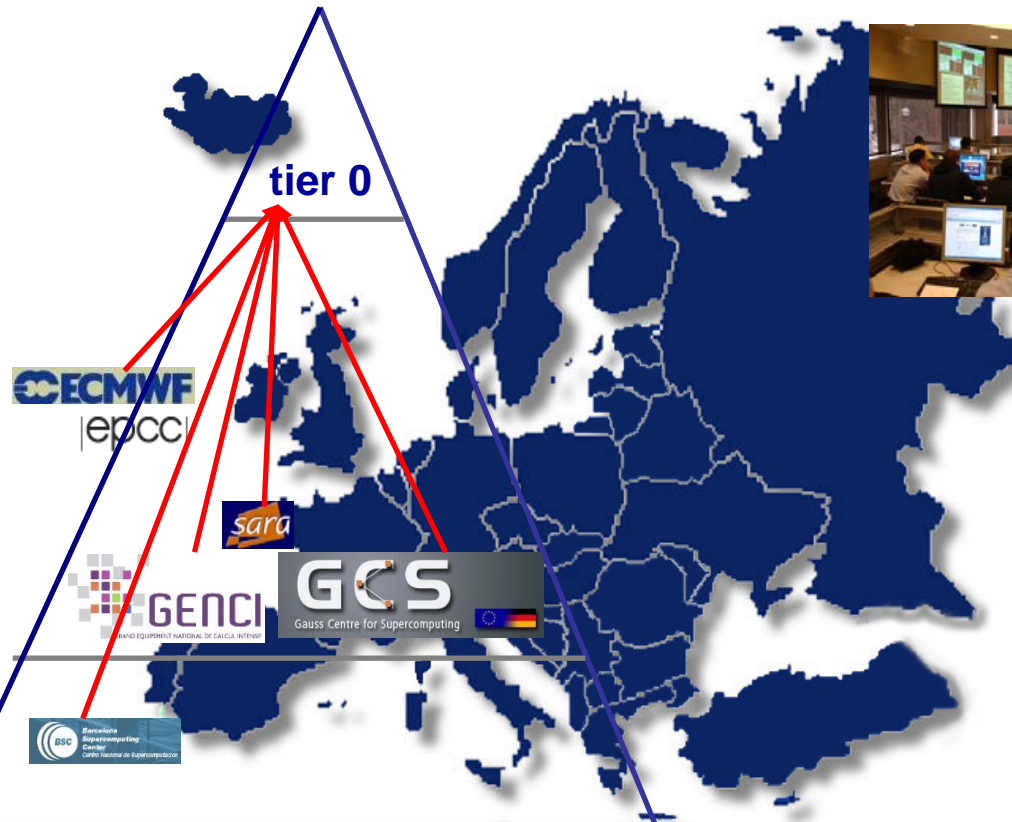 tier 0
ECMWF
|epcc|
sara
GENCI
GRAND EQUIPEMENT NATIONAL DE CALCUL INTENSIF
GCS
Gauss Centre for Supercomputing
BSC
Barcelona
Supercomputing
Center
Centro Nacional de Supercomputación